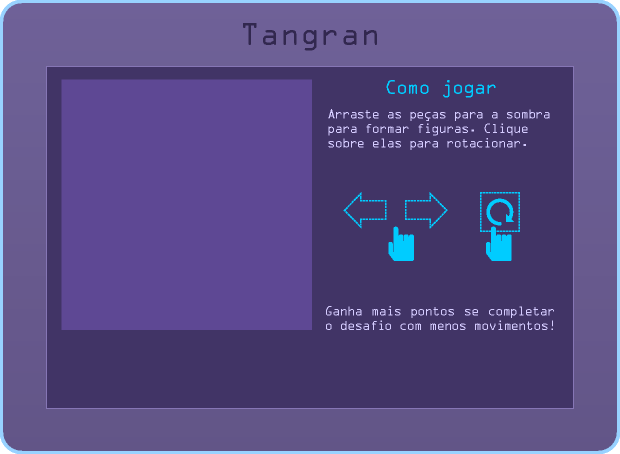 Tangran
Como jogar
Arraste as peças para a sombra
para formar figuras. Clique
sobre elas para rotacionar.
Ganha mais pontos se completar
o desafio com menos movimentos!